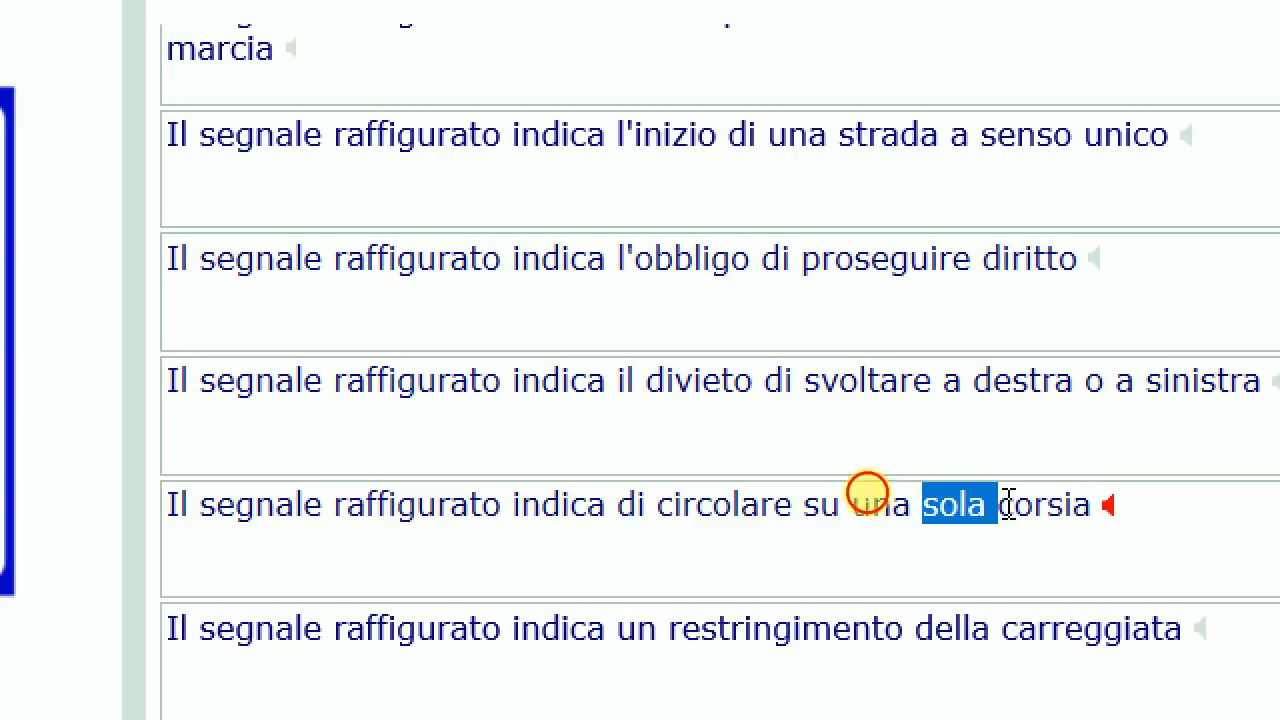 marcia
Il segnale raffigurato indica l'inizio di una strada a senso unico
Il segnale raffigurato indica l'obbligo di proseguire diritto
Il segnale raffigurato indica il divieto di svoltare a destra o a sinistra
Il segnale raffigurato indica di circolare su una sola corsia
Il segnale raffigurato indica un restringimento della carreggiata